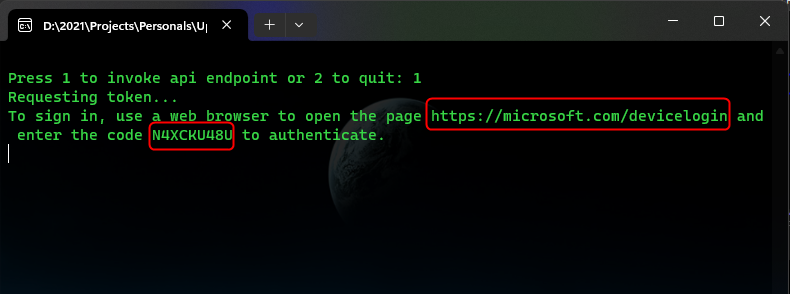 D:\2021\Projects\Personals\U
Press 1 to invoke api endpoint or 2 to quit: 1
Requesting token...
To sign in, use a web browser to open the page https://microsoft.com/devicelogin and
enter the code N4XCKU48U to authenticate.